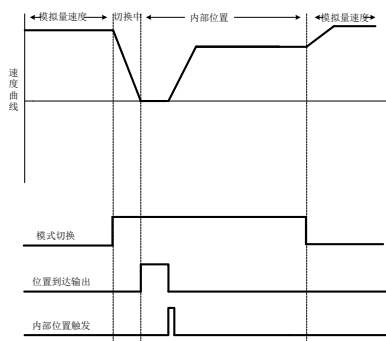 模拟量速度
切换中
内部位置
模拟量速度
速度曲线
模式切换
位置到达输出
内部位置触发